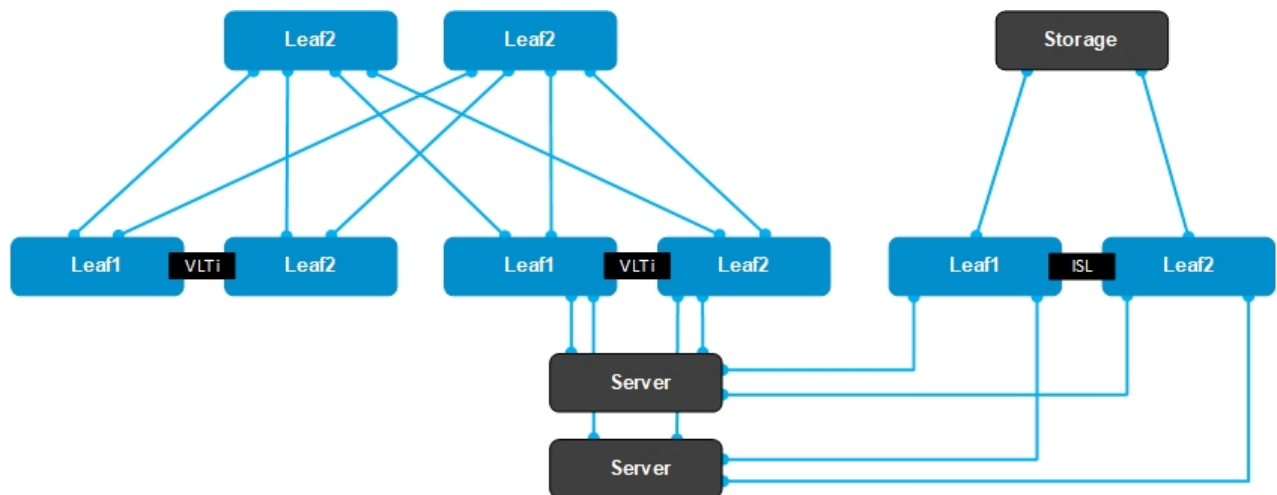 Leaf2
Leaf2
Storage
Leaf1
VLTi
Leaf2
Leaf1
VLTi
Leaf2
Leaf1
ISL
Leaf2
Server
Server